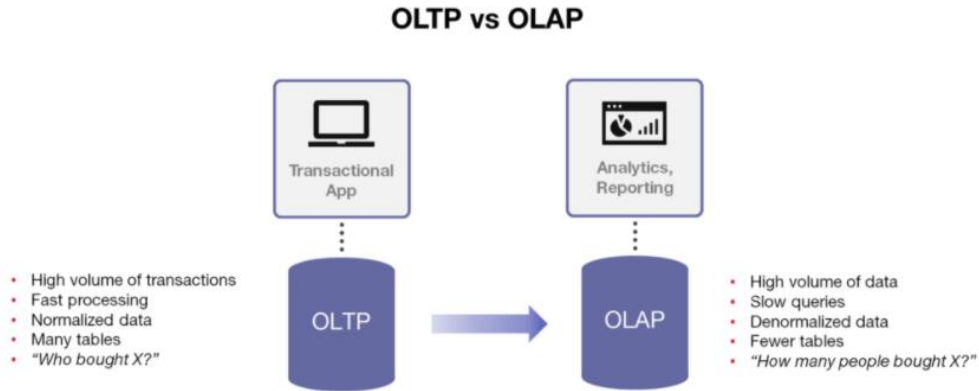 OLTP vs OLAP
Transactional
App
Analytics,
Reporting
• High volume of transactions
• Fast processing
• Normalized data
• Many tables
• “Who bought X?”
OLTP
OLAP
• High volume of data
• Slow queries
• Denormalized data
• Fewer tables
• “How many people bought X?”